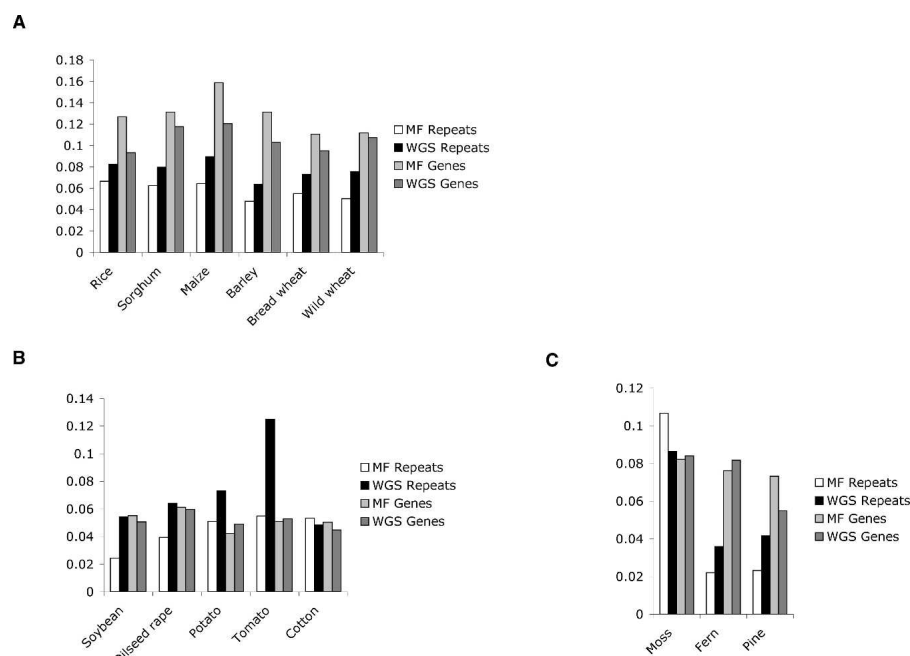 A
0.18
0.16
0.14
0.12
0.1
0.08
0.06
0.04
0.02
0
Rice
Sorghum
Maize
Barley
Bread wheat
Wild wheat
MF Repeats
WGS Repeats
MF Genes
WGS Genes
B
0.14
0.12
0.1
0.08
0.06
0.04
0.02
0
Soybean
Oilseed rape
Potato
Tomato
Cotton
MF Repeats
WGS Repeats
MF Genes
WGS Genes
C
0.12
0.1
0.08
0.06
0.04
0.02
0
Moss
Fern
Pine
MF Repeats
WGS Repeats
MF Genes
WGS Genes